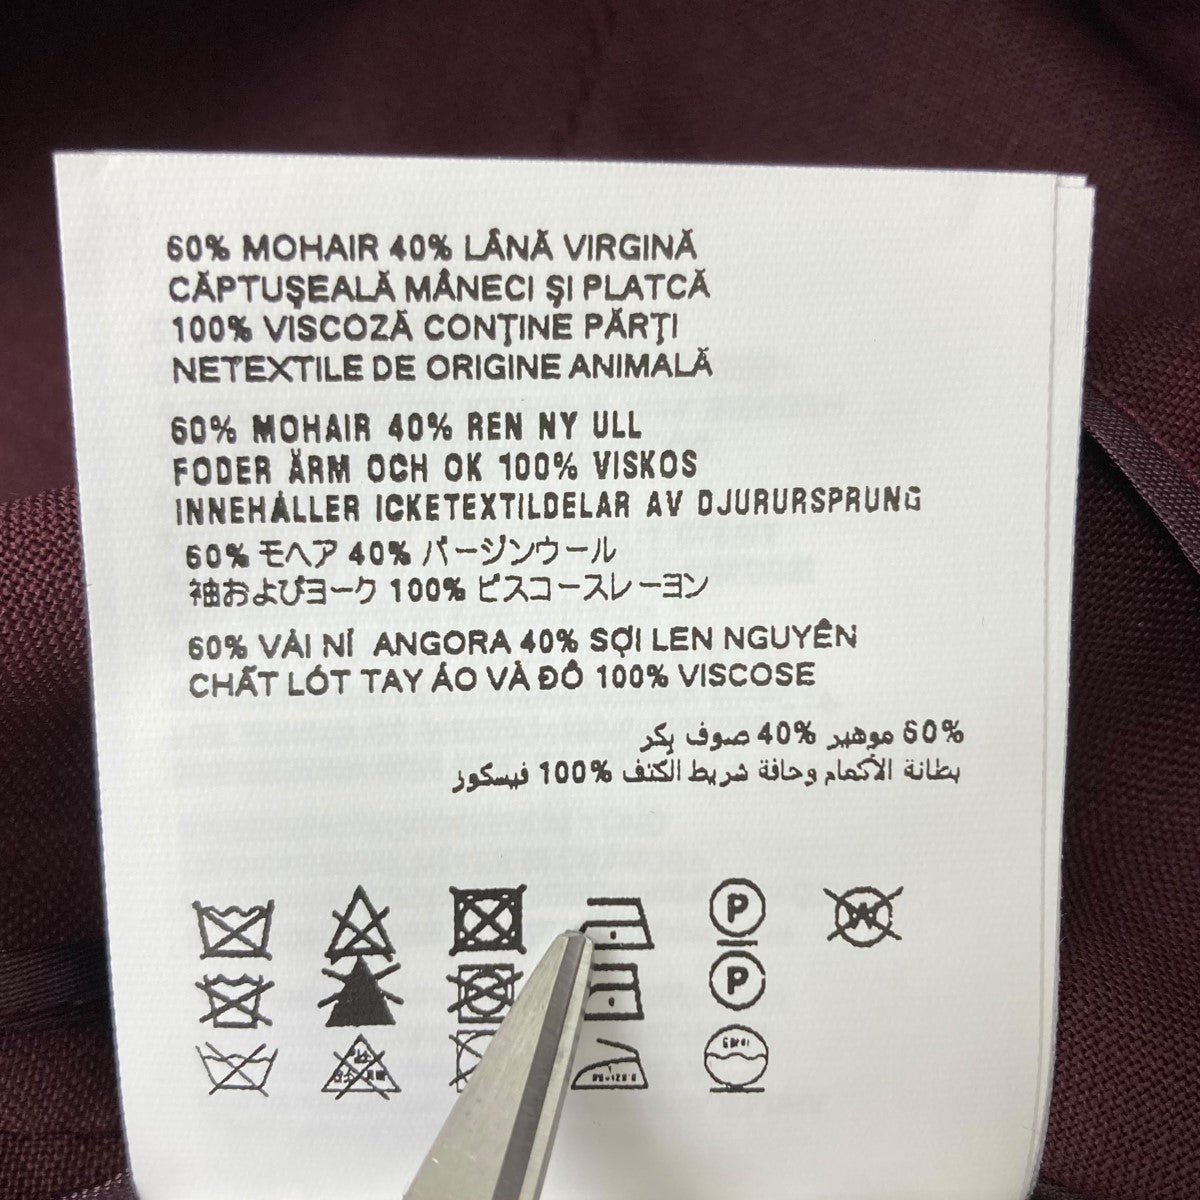 60% MOHAIR 40% LÂNĂ VIRGINĂ
CĂPTUŞEALĂ MÂNECI ŞI PLATCĂ
100% VISCOZĂ CONŢINE PĂRŢI
NETEXTILE DE ORIGINE ANIMALĂ
60% MOHAIR 40% REN NY ULL
FODER ÄRM OCH OK 100% VISKOS
INNEHÅLLER ICKETEXTILDELAR AV DJURURSPRUNG
60% モヘア 40% バージンウール
袖およびヨーク 100% ビスコースレーヨン
60% VẢI NỈ ANGORA 40% SỢI LEN NGUYÊN
CHẤT LÓT TAY ÁO VÀ ĐÔ 100% VISCOSE
60% موهير 40% صوف بكر
بطانة الأكمام وحافة شريط الكتف 100% فيسكوز
P
P